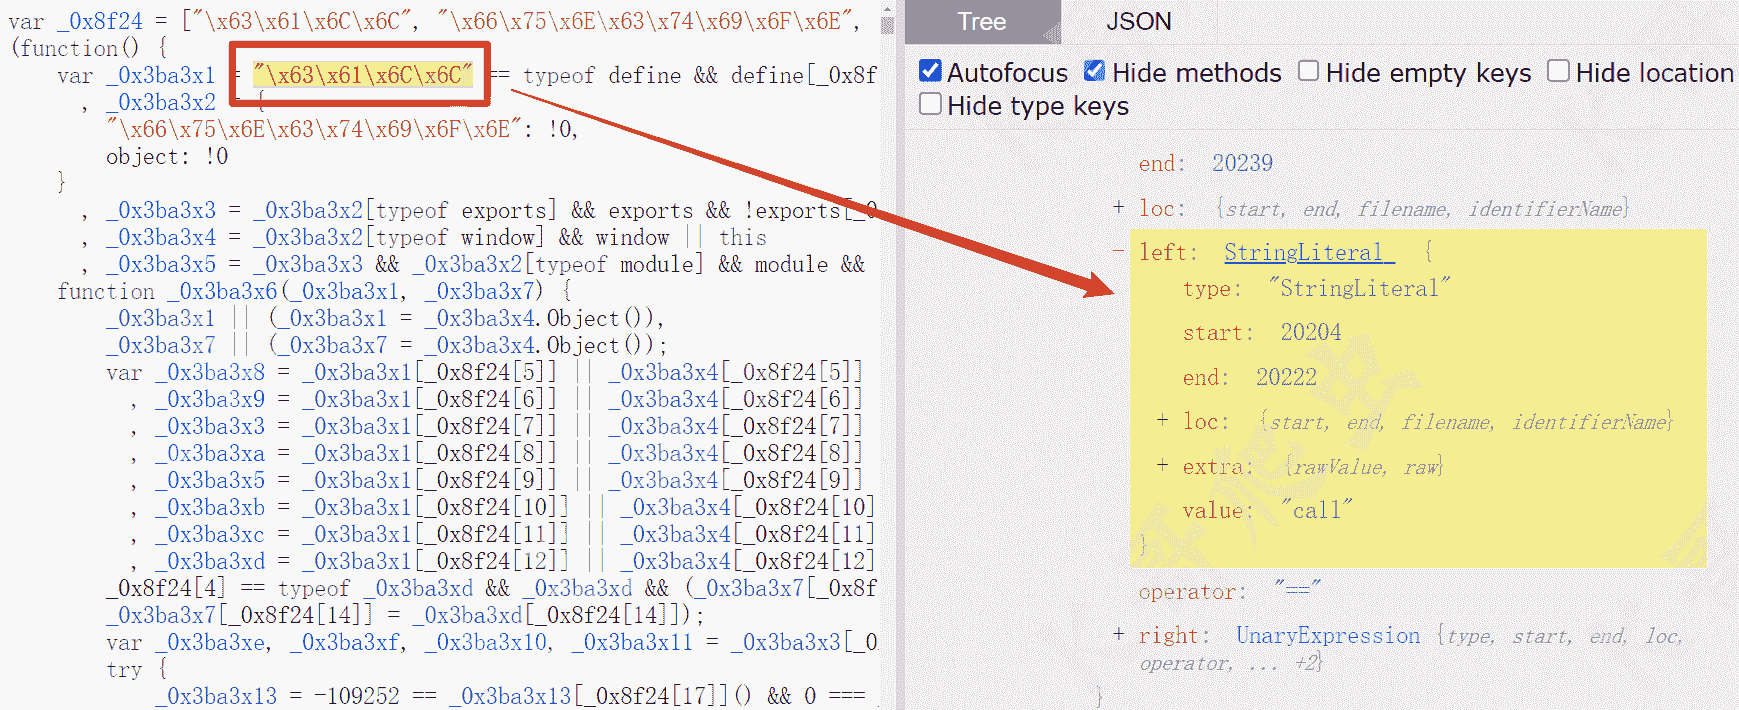 var _0x8f24 = ["\x63\x61\x6C\x6C", "\x66\x75\x6E\x63\x74\x69\x6F\x6E",
(function() {
var _0x3ba3x1 = "\x63\x61\x6C\x6C" == typeof define && define[_0x8f
, _0x3ba3x2 = {
"\x66\x75\x6E\x63\x74\x69\x6F\x6E": !0,
object: !0
}
, _0x3ba3x3 = _0x3ba3x2[typeof exports] && exports && !exports[_0
, _0x3ba3x4 = _0x3ba3x2[typeof window] && window || this
, _0x3ba3x5 = _0x3ba3x3 && _0x3ba3x2[typeof module] && module &&
function _0x3ba3x6(_0x3ba3x1, _0x3ba3x7) {
_0x3ba3x1 || (_0x3ba3x1 = _0x3ba3x4.Object()),
_0x3ba3x7 || (_0x3ba3x7 = _0x3ba3x4.Object());
var _0x3ba3x8 = _0x3ba3x1[_0x8f24[5]] || _0x3ba3x4[_0x8f24[5]]
, _0x3ba3x9 = _0x3ba3x1[_0x8f24[6]] || _0x3ba3x4[_0x8f24[6]]
, _0x3ba3x3 = _0x3ba3x1[_0x8f24[7]] || _0x3ba3x4[_0x8f24[7]]
, _0x3ba3xa = _0x3ba3x1[_0x8f24[8]] || _0x3ba3x4[_0x8f24[8]]
, _0x3ba3x5 = _0x3ba3x1[_0x8f24[9]] || _0x3ba3x4[_0x8f24[9]]
, _0x3ba3xb = _0x3ba3x1[_0x8f24[10]] || _0x3ba3x4[_0x8f24[10]
, _0x3ba3xc = _0x3ba3x1[_0x8f24[11]] || _0x3ba3x4[_0x8f24[11]
, _0x3ba3xd = _0x3ba3x1[_0x8f24[12]] || _0x3ba3x4[_0x8f24[12]
_0x8f24[4] == typeof _0x3ba3xd && _0x3ba3xd && (_0x3ba3x7[_0x8f
_0x3ba3x7[_0x8f24[14]] = _0x3ba3xd[_0x8f24[14]]);
var _0x3ba3xe, _0x3ba3xf, _0x3ba3x10, _0x3ba3x11 = _0x3ba3x3[_0
try {
_0x3ba3x13 = -109252 == _0x3ba3x13[_0x8f24[17]]() && 0 ===
Tree JSON
Autofocus Hide methods Hide empty keys Hide location
Hide type keys
end: 20239
+ loc: {start, end, filename, identifierName}
- left: StringLiteral {
type: "StringLiteral"
start: 20204
end: 20222
+ loc: {start, end, filename, identifierName}
+ extra: {rawValue, raw}
value: "call"
}
operator: "=="
+ right: UnaryExpression {type, start, end, loc,
operator, ... +2}
}